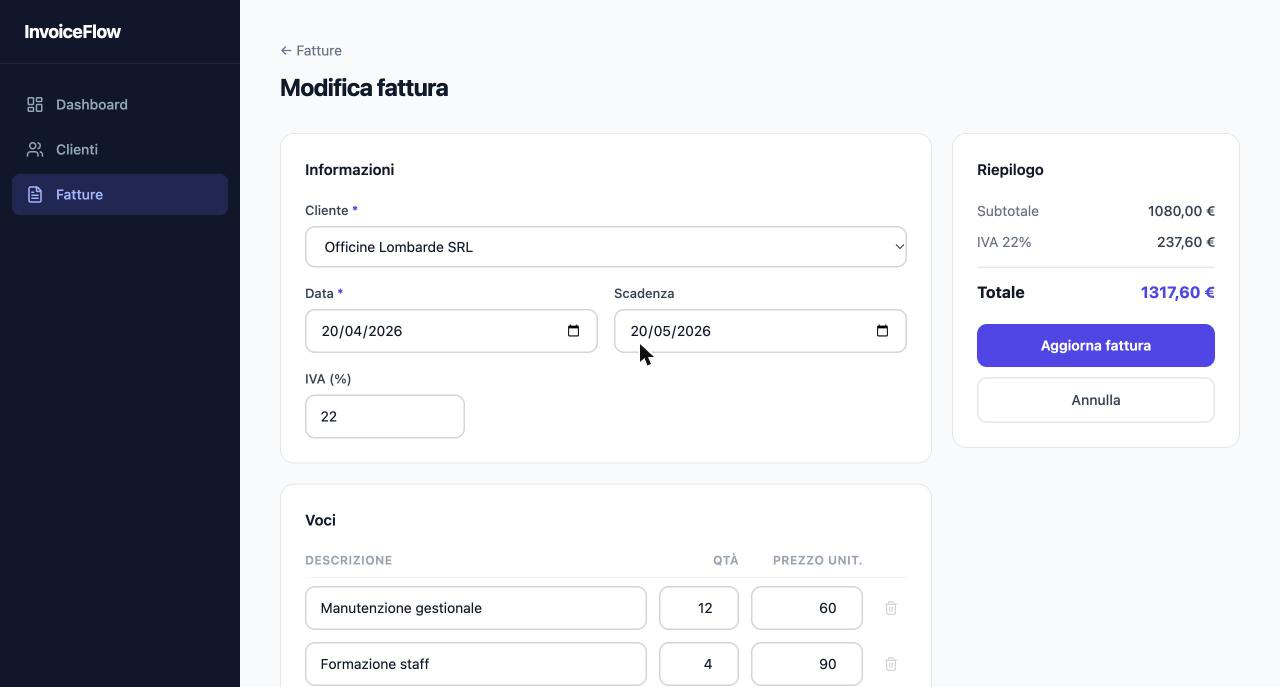 InvoiceFlow
Dashboard
Clienti
Fatture
← Fatture
Modifica fattura
Informazioni
Cliente *
Officine Lombarde SRL
Data *
Scadenza
20/04/2026
20/05/2026
IVA (%)
22
Riepilogo
Subtotale 1080,00 €
IVA 22% 237,60 €
Totale 1317,60 €
Aggiorna fattura
Annulla
Voci
DESCRIZIONE QTÀ PREZZO UNIT.
Manutenzione gestionale 12 60
Formazione staff 4 90